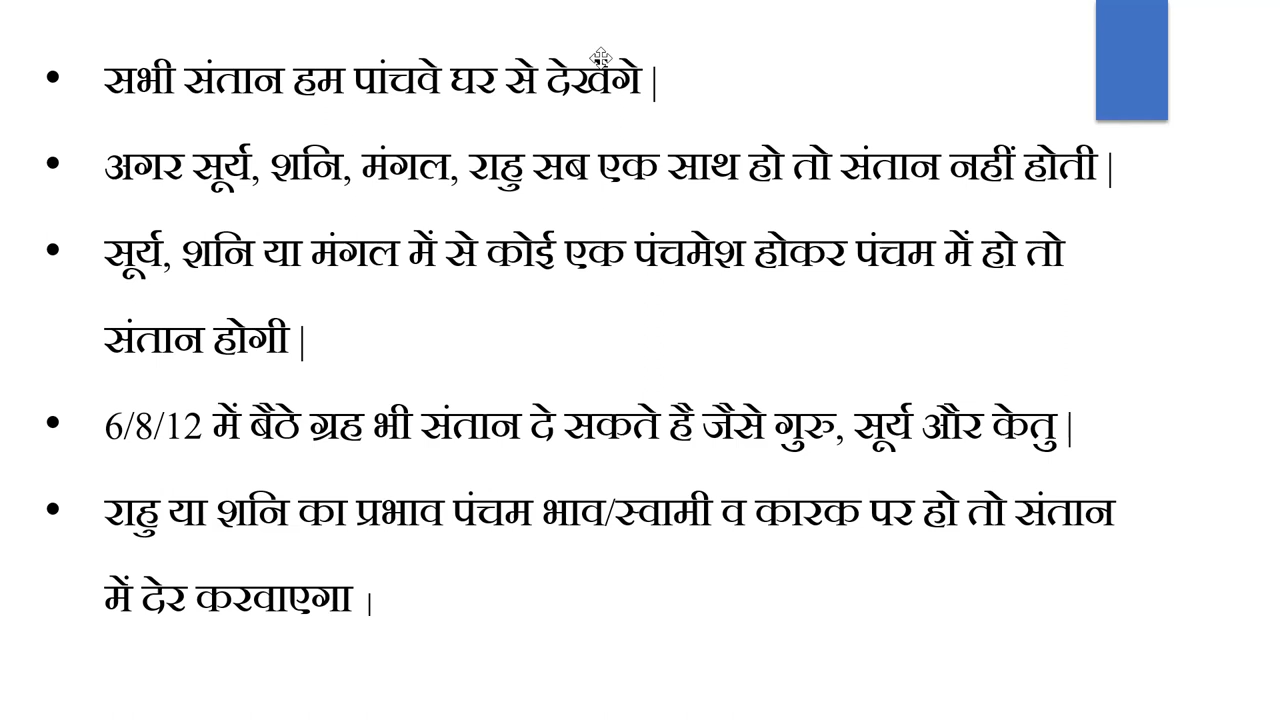 • सभी संतान हम पांचवे घर से देखेंगे |
• अगर सूर्य, शनि, मंगल, राहु सब एक साथ हो तो संतान नहीं होती |
• सूर्य, शनि या मंगल में से कोई एक पंचमेश होकर पंचम में हो तो
संतान होगी |
• 6/8/12 में बैठे ग्रह भी संतान दे सकते है जैसे गुरु, सूर्य और केतु |
• राहु या शनि का प्रभाव पंचम भाव/स्वामी व कारक पर हो तो संतान
में देर करवाएगा |